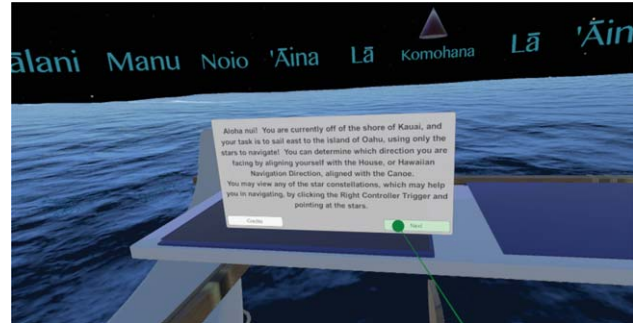 ālani Manu Noio 'Āina Lā Komohana Lā 'Āin
Aloha nui! You are currently off of the shore of Kauai, and
your task is to sail east to the island of Oahu, using only the
stars to navigate! You can determine which direction you are
facing by aligning yourself with the House, or Hawaiian
Navigation Direction, aligned with the Canoe.
You may view any of the star constellations, which may help
you in navigating, by clicking the Right Controller Trigger and
pointing at the stars.
Credits Next